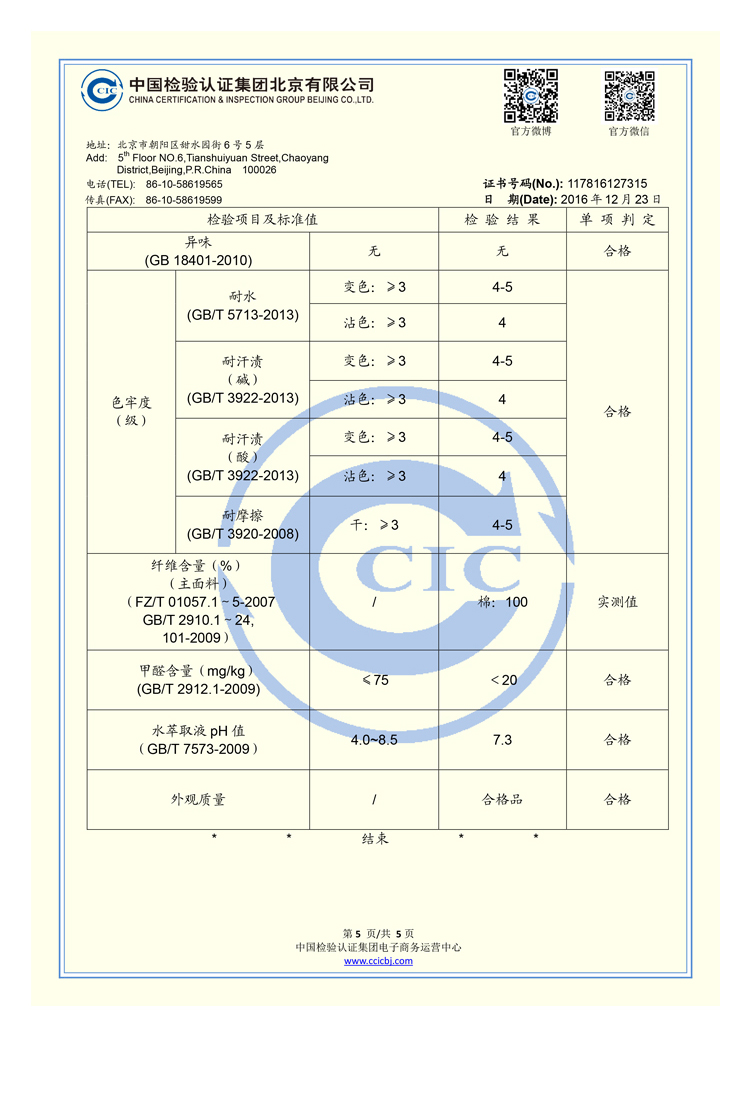 中国检验认证集团北京有限公司
CHINA CERTIFICATION & INSPECTION GROUP BEIJING CO.,LTD.
CIC
官方微博
官方微信
地址: 北京市朝阳区甜水园街 6 号 5 层
Add: 5th Floor NO.6,Tianshuiyuan Street,Chaoyang
District,Beijing,P.R.China 100026
电话(TEL): 86-10-58619565
传真(FAX): 86-10-58619599
证书号码(No.): 117816127315
日 期(Date): 2016 年 12 月 23 日
检验项目及标准值 检 验 结 果 单 项 判 定
异味
(GB 18401-2010)
无 无 合格
色牢度
(级)
耐水
(GB/T 5713-2013)
变色: ≥3 4-5
沾色: ≥3 4
耐汗渍
(碱)
(GB/T 3922-2013)
变色: ≥3 4-5
沾色: ≥3 4
耐汗渍
(酸)
(GB/T 3922-2013)
变色: ≥3 4-5
沾色: ≥3 4
耐摩擦
(GB/T 3920-2008)
干: ≥3 4-5
合格
CIC
纤维含量(%)
(主面料)
(FZ/T 01057.1~5-2007
GB/T 2910.1~24,
101-2009)
/ 棉: 100 实测值
甲醛含量(mg/kg)
(GB/T 2912.1-2009)
≤75 <20 合格
水萃取液 pH 值
(GB/T 7573-2009)
4.0~8.5 7.3 合格
外观质量 / 合格品 合格
* * 结束 * *
第 5 页/共 5 页
中国检验认证集团电子商务运营中心
www.ccicbj.com